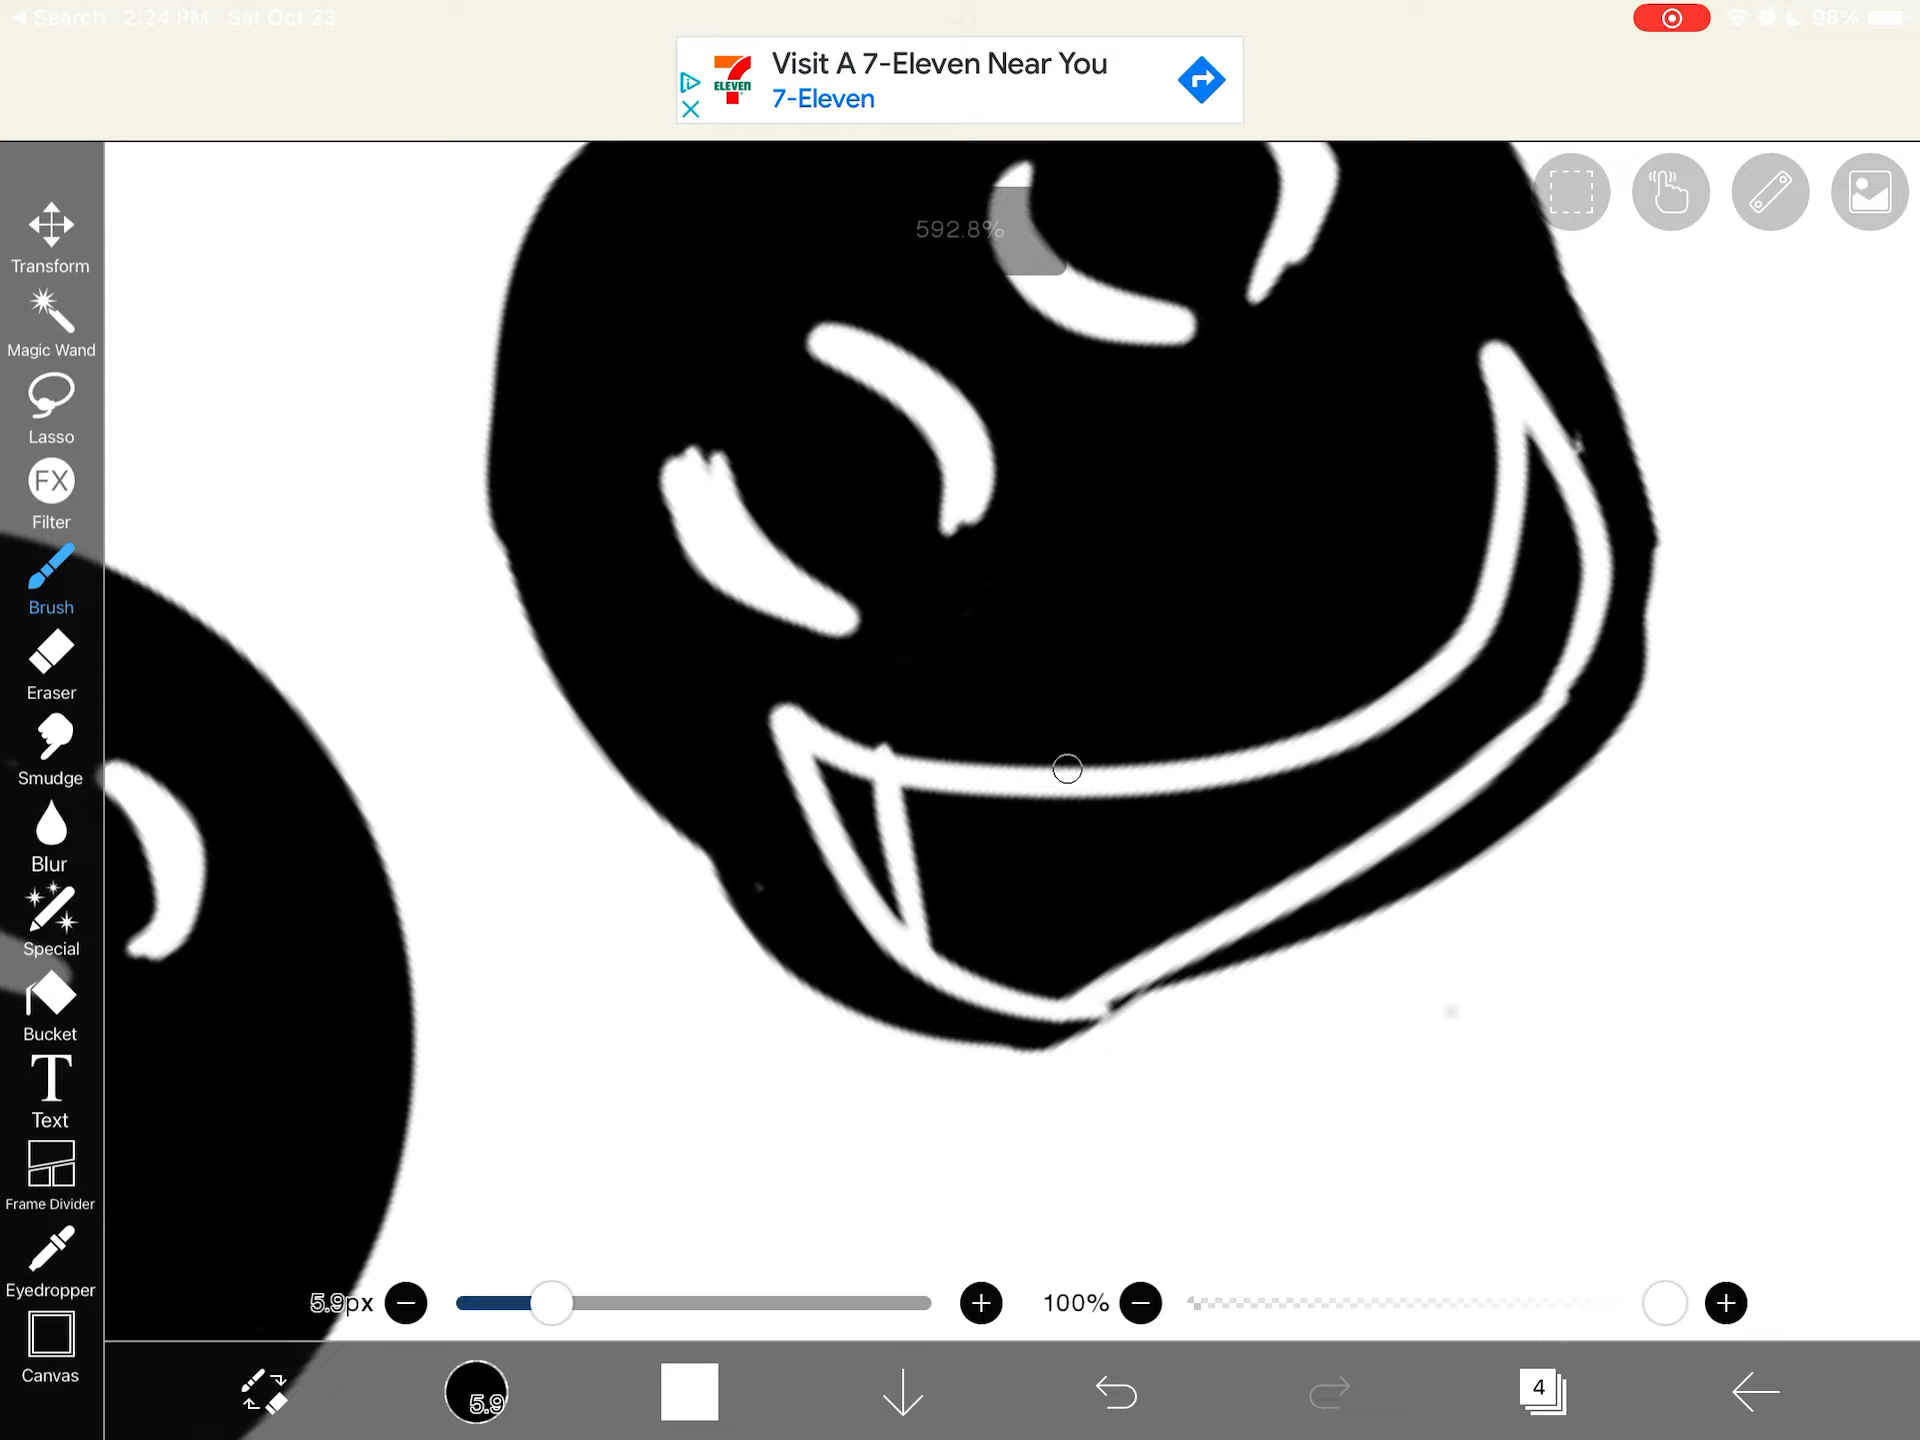 Search 2:24 PM Sat Oct 23
98%
Visit A 7-Eleven Near You
7-Eleven
7
ELEVEN
592.8%
Transform
Magic Wand
Lasso
FX
Filter
Brush
Eraser
Smudge
Blur
Special
Bucket
T
Text
Frame Divider
Eyedropper
Canvas
5.9px
100%
5.9
4